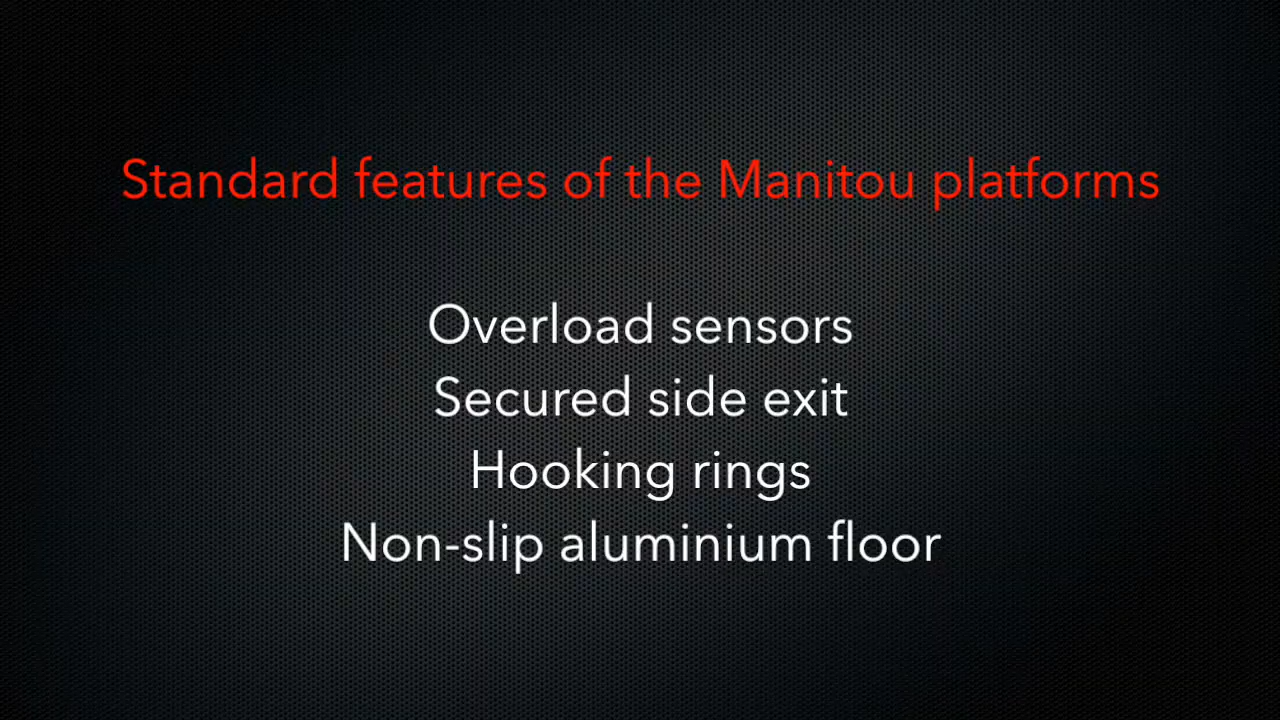 Standard features of the Manitou platforms
Overload sensors
Secured side exit
Hooking rings
Non-slip aluminium floor